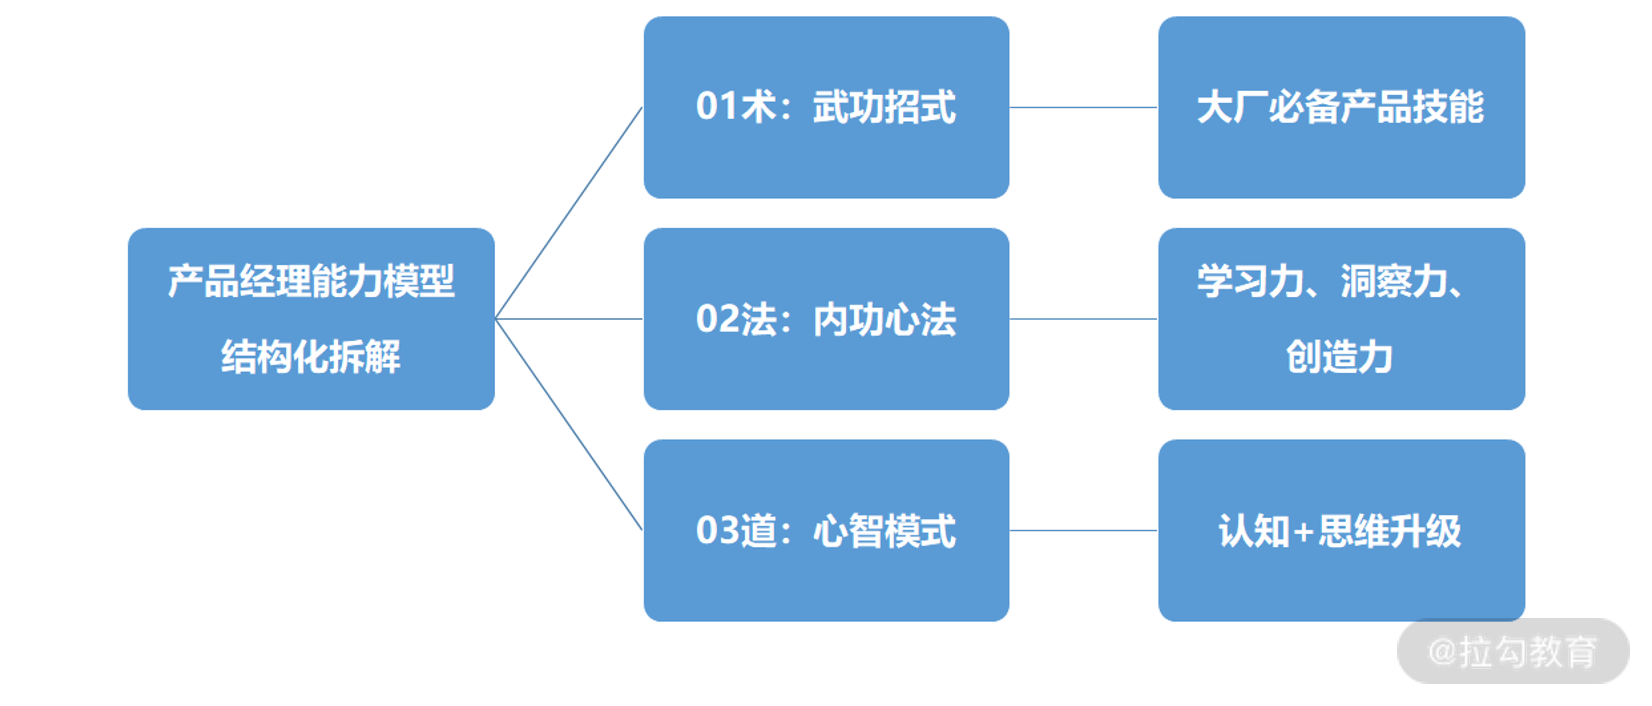 产品经理能力模型
结构化拆解
01术：武功招式
大厂必备产品技能
02法：内功心法
学习力、洞察力、
创造力
03道：心智模式
认知+思维升级
@拉勾教育